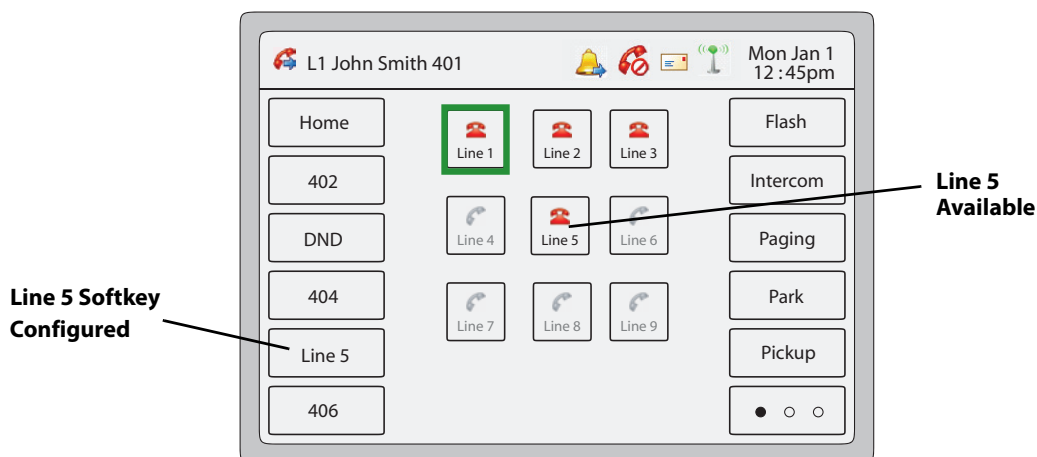 L1 John Smith 401
Mon Jan 1
12 :45pm
Home
Flash
Line 1
Line 2
Line 3
402
Intercom
Line 5
Available
DND
Line 4
Line 5
Line 6
Paging
Line 5 Softkey
Configured
404
Line 7
Line 8
Line 9
Park
Line 5
Pickup
406